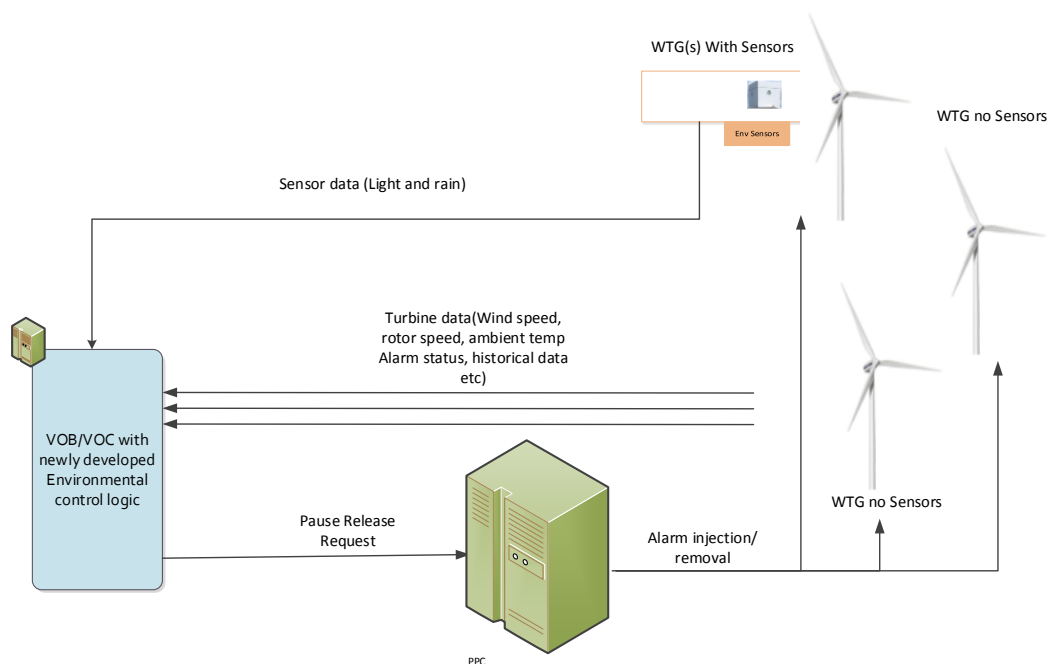 WTG(s) With Sensors
WTG no Sensors
Env Sensors
Sensor data (Light and rain)
Turbine data(Wind speed,
rotor speed, ambient temp
Alarm status, historical data
etc)
VOB/VOC with
newly developed
Environmental
control logic
Pause Release
Request
Alarm injection/
removal
WTG no Sensors
PPC